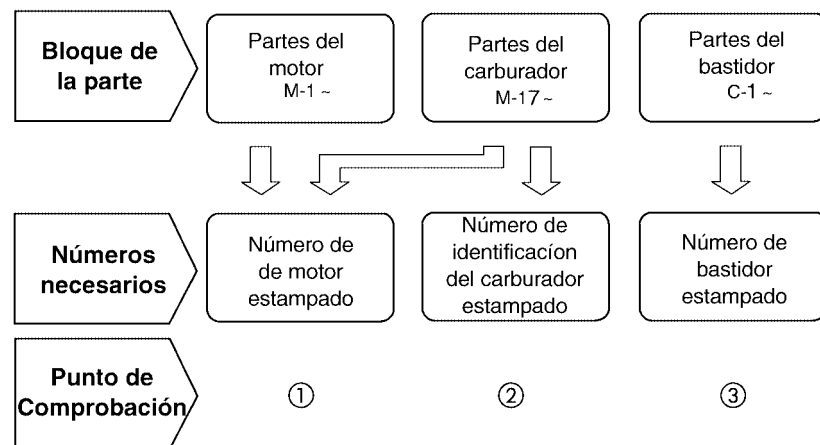 Bloque de
la parte
Partes del
motor
M-1 ~
Partes del
carburador
M-17 ~
Partes del
bastidor
C-1 ~
Números
necesarios
Número de
de motor
estampado
Número de
identificacíon
del carburador
estampado
Número de
bastidor
estampado
Punto de
Comprobación
①
②
③